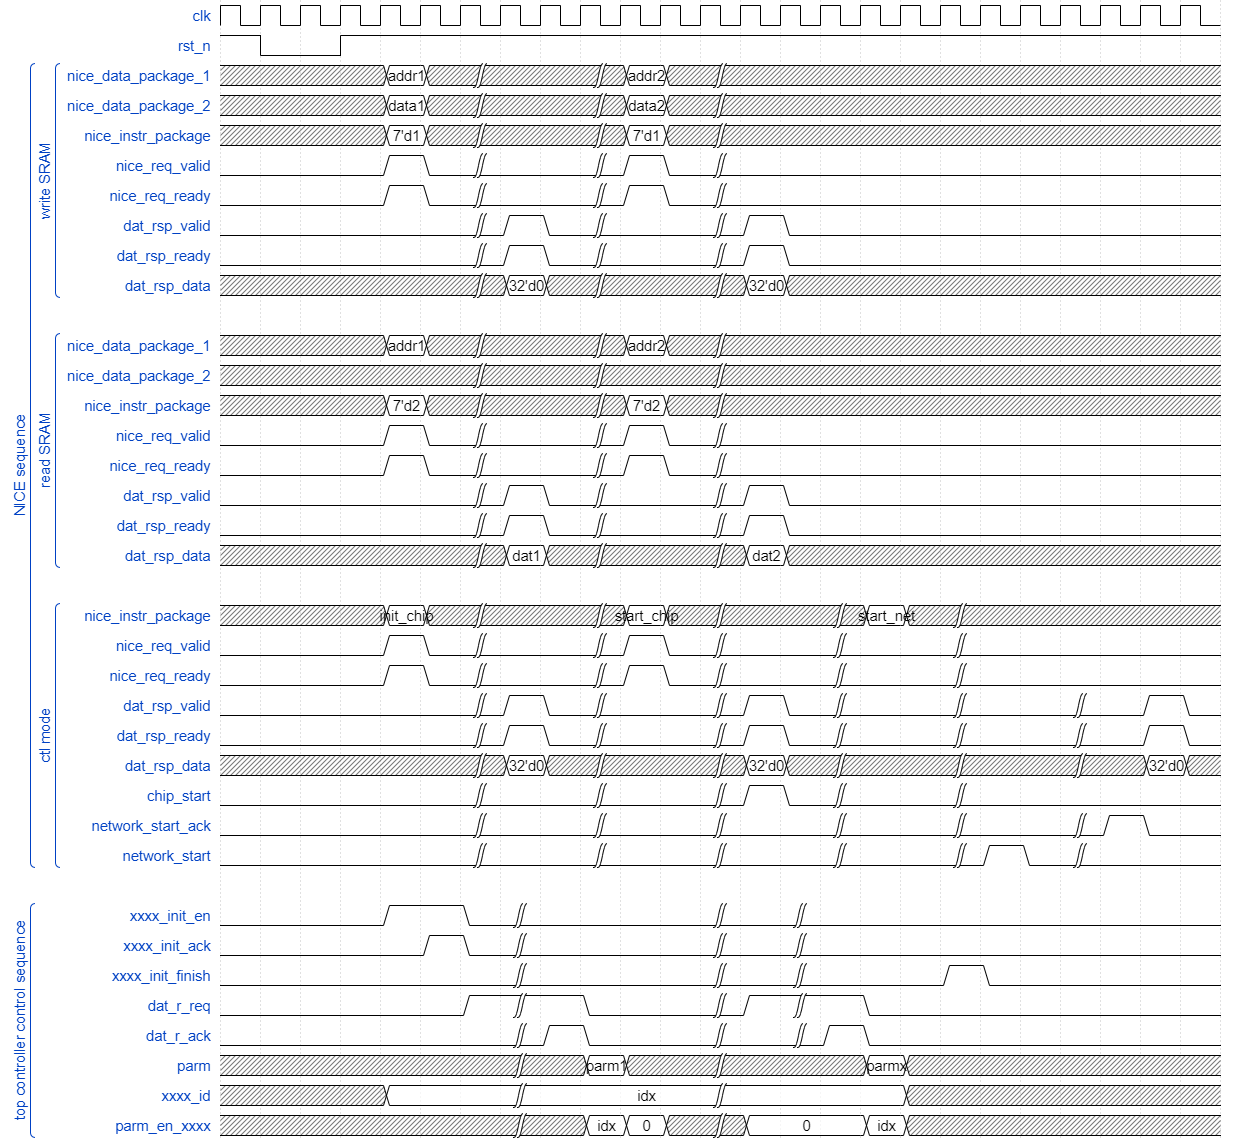 clk
rst_n
NICE sequence
write SRAM
nice_data_package_1 addr1 addr2
nice_data_package_2 data1 data2
nice_instr_package 7'd1 7'd1
nice_req_valid
nice_req_ready
dat_rsp_valid
dat_rsp_ready
dat_rsp_data 32'd0 32'd0
read SRAM
nice_data_package_1 addr1 addr2
nice_data_package_2
nice_instr_package 7'd2 7'd2
nice_req_valid
nice_req_ready
dat_rsp_valid
dat_rsp_ready
dat_rsp_data dat1 dat2
ctl mode
nice_instr_package init_chip start_chip start_net
nice_req_valid
nice_req_ready
dat_rsp_valid
dat_rsp_ready
dat_rsp_data 32'd0 32'd0 32'd0
chip_start
network_start_ack
network_start
top controller control sequence
xxxx_init_en
xxxx_init_ack
xxxx_init_finish
dat_r_req
dat_r_ack
parm parm1 parmx
xxxx_id idx
parm_en_xxxx idx 0 0 idx